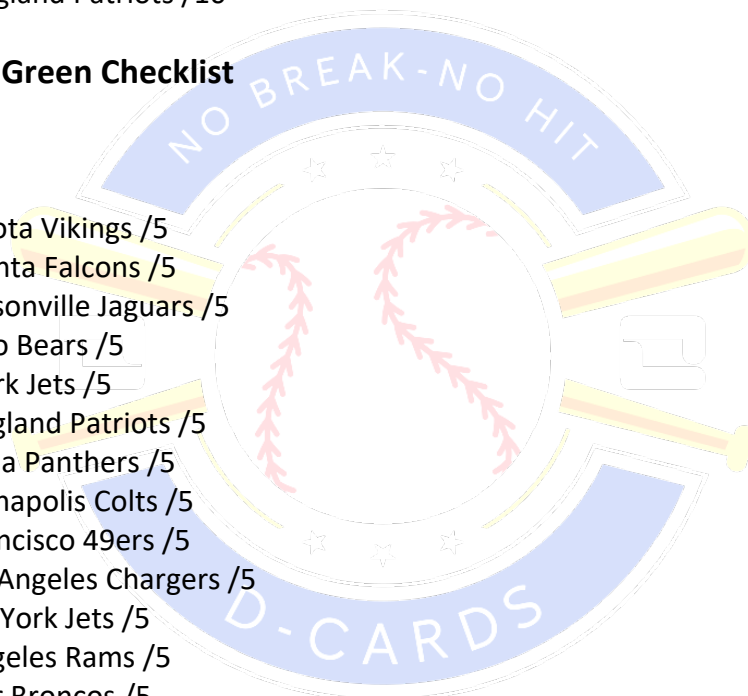 gland Patriots /10
Green Checklist
NO BREAK-NO HIT
ota Vikings /5
nta Falcons /5
sonville Jaguars /5
o Bears /5
rk Jets /5
gland Patriots /5
a Panthers /5
napolis Colts /5
ncisco 49ers /5
Angeles Chargers /5
York Jets /5
geles Rams /5
Broncos /5
D-CARDS